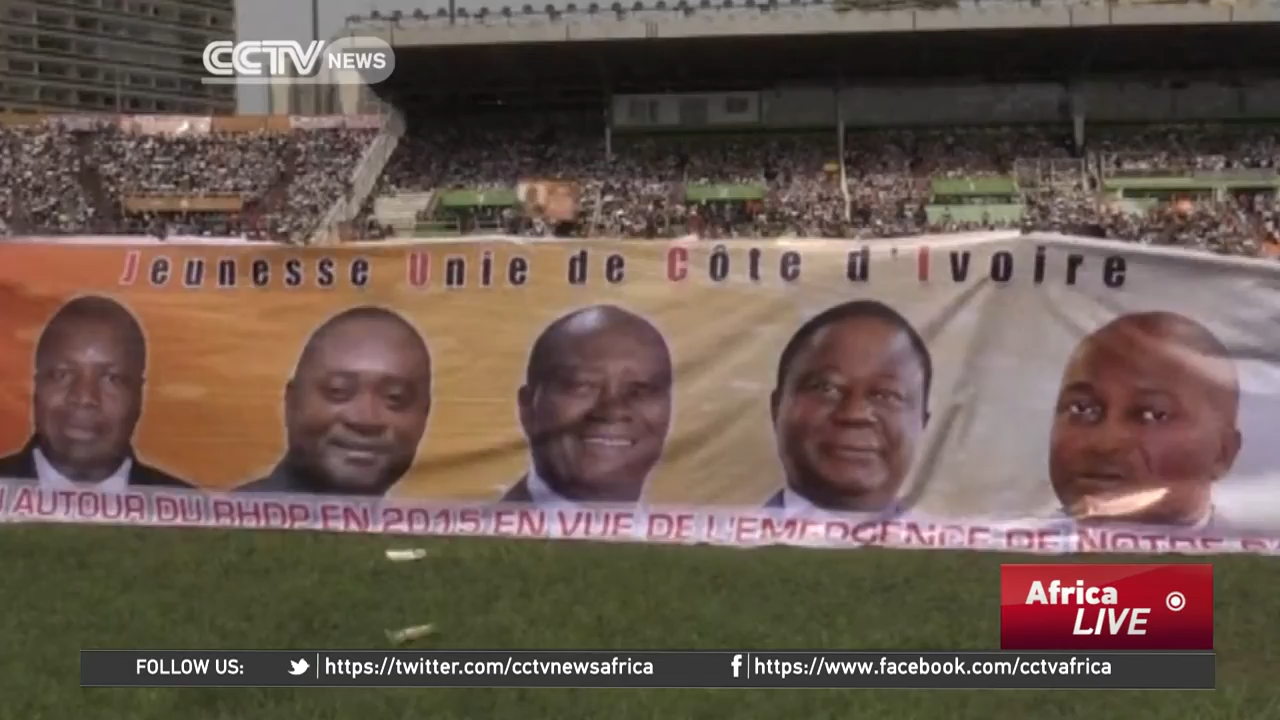 CCTV NEWS
Jeunesse Unie de Côte d'Ivoire
AUTOUR DU RHDP EN 2015 EN VUE DE L'EMERGENCE DE NOTRE
Africa
LIVE
FOLLOW US: https://twitter.com/cctvnewsafrica https://www.facebook.com/cctvafrica